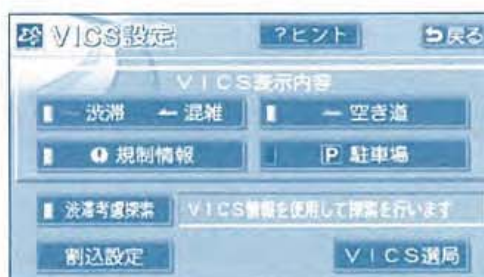 VICS設定 ?ヒント 戻る
VICS表示内容
渋滞 混雑 空き道
規制情報 P 駐車場
渋滞考慮探索 VICS情報を使用して探索を行います
割込設定 VICS選局